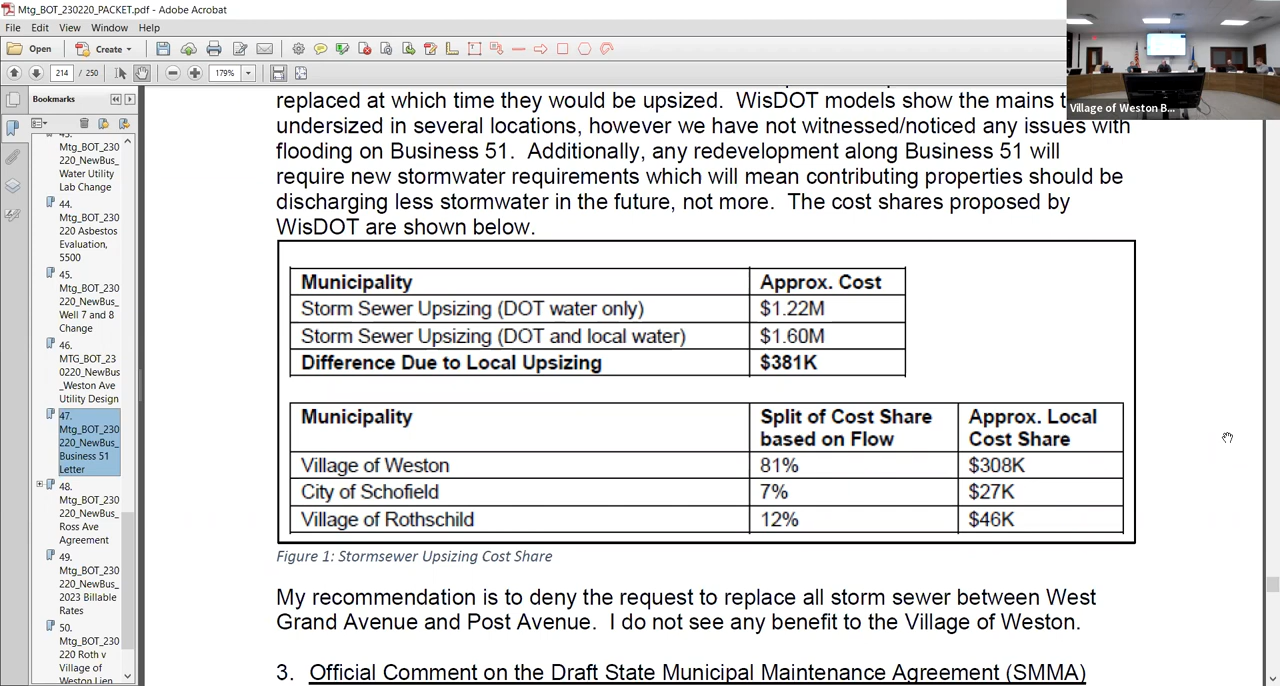 Mtg_BOT_230220_PACKET.pdf - Adobe Acrobat
File Edit View Window Help
Open Create
214 / 250 179%
Village of Weston B...
Bookmarks
Mtg_BOT_230
220_NewBus_
Water Utility
Lab Change
44.
Mtg_BOT_230
220 Asbestos
Evaluation,
5500
45.
Mtg_BOT_230
220_NewBus_
Well 7 and 8
Change
46.
MTG_BOT_23
0220_NewBus
_Weston Ave
Utility Design
47.
Mtg_BOT_230
220_NewBus_
Business 51
Letter
48.
Mtg_BOT_230
220_NewBus_
Ross Ave
Agreement
49.
Mtg_BOT_230
220_NewBus_
2023 Billable
Rates
50.
Mtg_BOT_230
220 Roth v
Village of
Weston Lien
replaced at which time they would be upsized. WisDOT models show the mains
undersized in several locations, however we have not witnessed/noticed any issues with
flooding on Business 51. Additionally, any redevelopment along Business 51 will
require new stormwater requirements which will mean contributing properties should be
discharging less stormwater in the future, not more. The cost shares proposed by
WisDOT are shown below.
Municipality Approx. Cost
Storm Sewer Upsizing (DOT water only) $1.22M
Storm Sewer Upsizing (DOT and local water) $1.60M
Difference Due to Local Upsizing $381K
Municipality Split of Cost Share Approx. Local
based on Flow Cost Share
Village of Weston 81% $308K
City of Schofield 7% $27K
Village of Rothschild 12% $46K
Figure 1: Stormsewer Upsizing Cost Share
My recommendation is to deny the request to replace all storm sewer between West
Grand Avenue and Post Avenue. I do not see any benefit to the Village of Weston.
3. Official Comment on the Draft State Municipal Maintenance Agreement (SMMA)